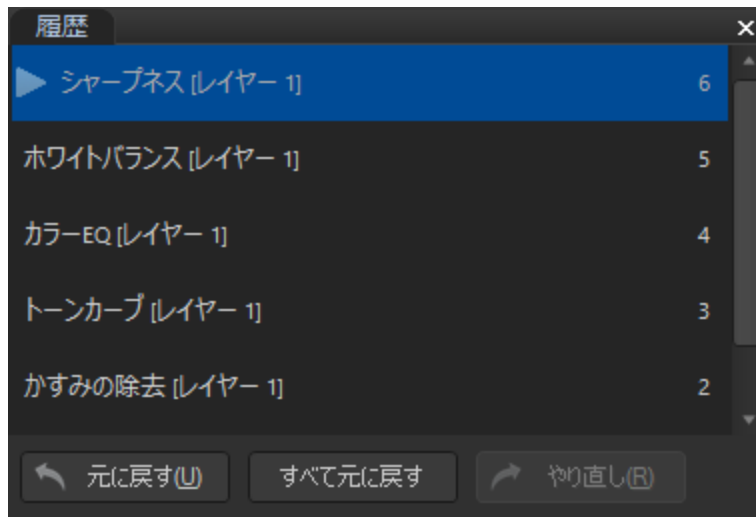 履歴
シャープネス [レイヤー 1] 6
ホワイトバランス [レイヤー 1] 5
カラーEQ [レイヤー 1] 4
トーンカーブ [レイヤー 1] 3
かすみの除去 [レイヤー 1] 2
元に戻す(U) すべて元に戻す やり直し(R)